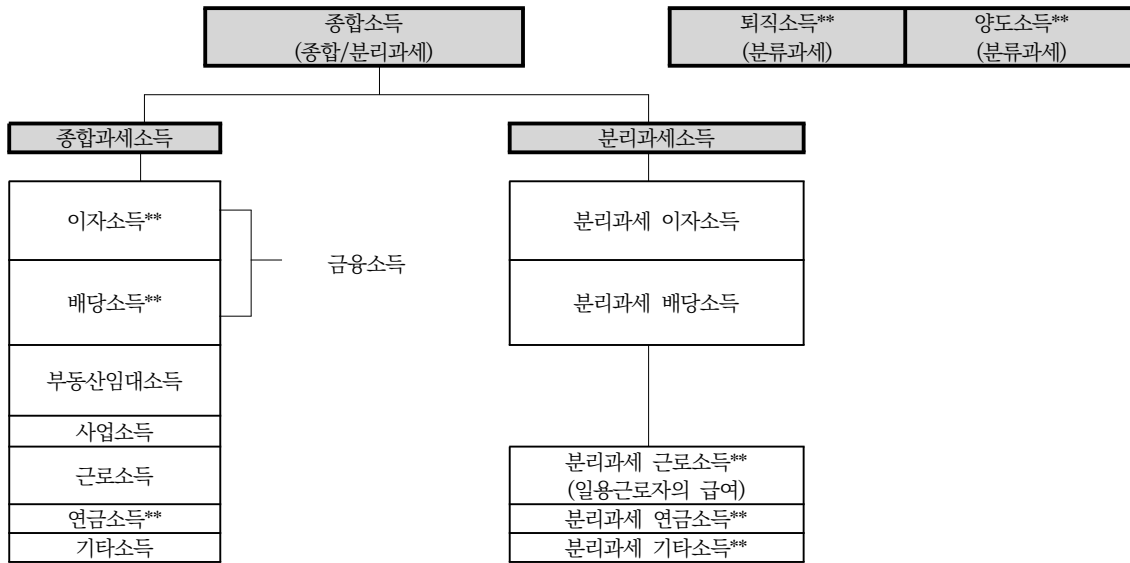 종합소득
(종합/분리과세)
퇴직소득**
(분류과세)
양도소득**
(분류과세)
종합과세소득
분리과세소득
이자소득**
배당소득**
금융소득
부동산임대소득
사업소득
근로소득
연금소득**
기타소득
분리과세 이자소득
분리과세 배당소득
분리과세 근로소득**
(일용근로자의 급여)
분리과세 연금소득**
분리과세 기타소득**